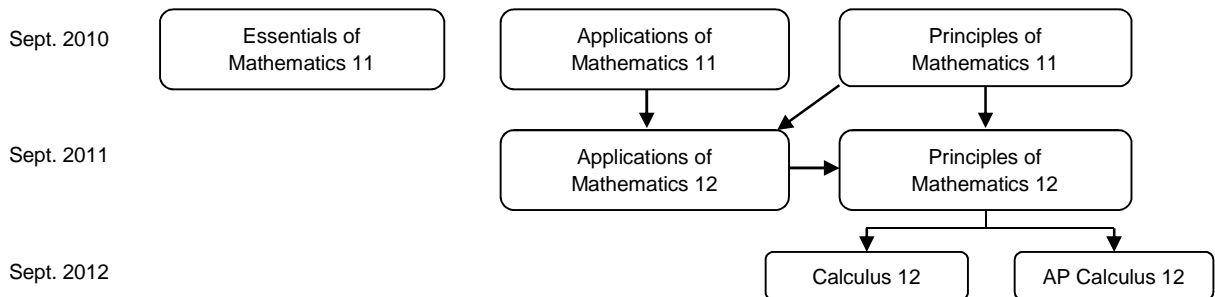 Sept. 2010
Essentials of
Mathematics 11
Applications of
Mathematics 11
Principles of
Mathematics 11
Sept. 2011
Applications of
Mathematics 12
Principles of
Mathematics 12
Sept. 2012
Calculus 12
AP Calculus 12